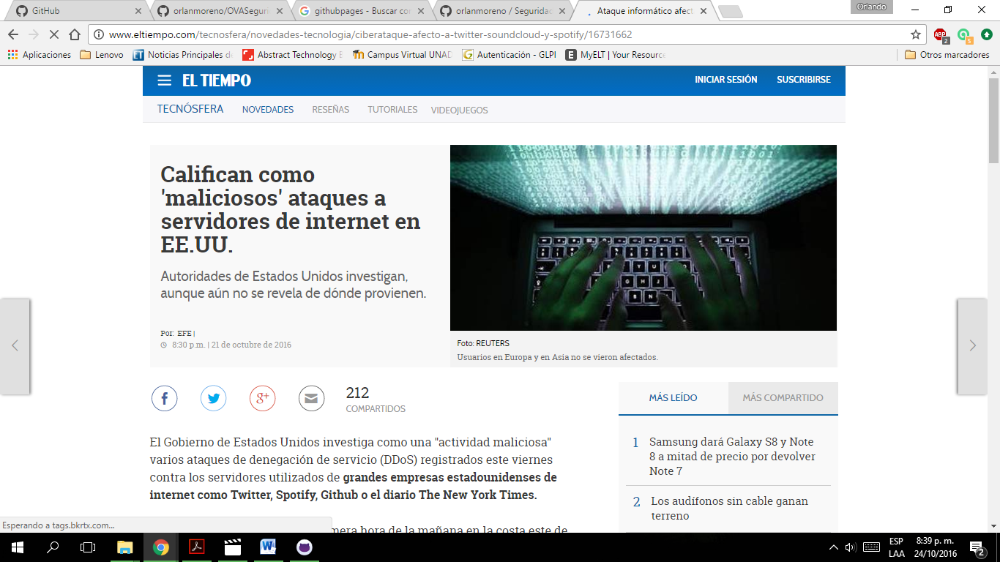 GitHub
orlanmoreno/OVASeguri
githubpages - Buscar con
orlanmoreno / Seguridad
Ataque informático afect
Orlando
www.eltiempo.com/tecnosfera/novedades-tecnologia/ciberataque-afecto-a-twitter-soundcloud-y-spotify/16731662
ABP 2
5
Aplicaciones
Lenovo
ET Noticias Principales de
Abstract Technology E
Campus Virtual UNAD
Autenticación - GLPI
E MyELT | Your Resource
Otros marcadores
EL TIEMPO
INICIAR SESIÓN
SUSCRIBIRSE
TECNÓSFERA
NOVEDADES
RESEÑAS
TUTORIALES
VIDEOJUEGOS
Califican como
'maliciosos' ataques a
servidores de internet en
EE.UU.
Autoridades de Estados Unidos investigan,
aunque aún no se revela de dónde provienen.
Por: EFE |
8:30 p.m. | 21 de octubre de 2016
Foto: REUTERS
Usuarios en Europa y en Asia no se vieron afectados.
212
COMPARTIDOS
El Gobierno de Estados Unidos investiga como una "actividad maliciosa"
varios ataques de denegación de servicio (DDoS) registrados este viernes
contra los servidores utilizados de grandes empresas estadounidenses de
internet como Twitter, Spotify, Github o el diario The New York Times.
mera hora de la mañana en la costa este de
MÁS LEÍDO
MÁS COMPARTIDO
1 Samsung dará Galaxy S8 y Note
8 a mitad de precio por devolver
Note 7
2 Los audífonos sin cable ganan
terreno
Esperando a tags.bkrtx.com...
ESP
LAA
8:39 p. m.
24/10/2016
2